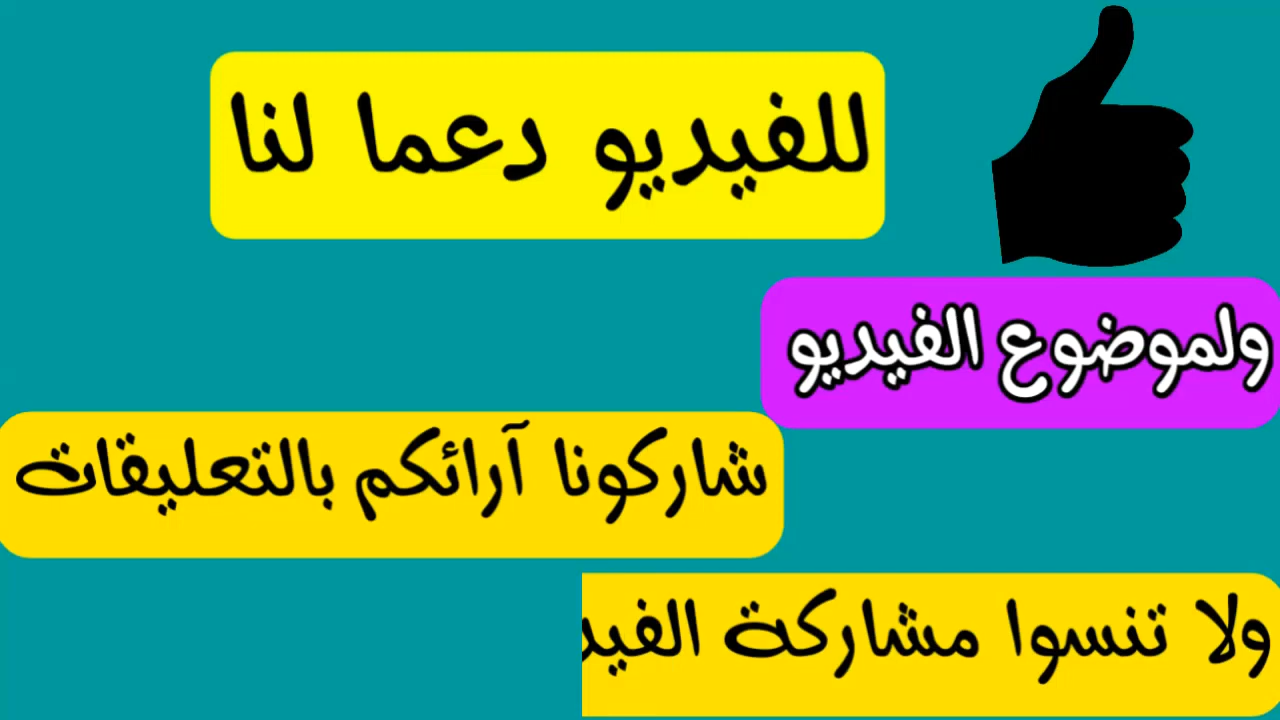 للفيديو دعما لنا
ولموضوع الفيديو
شاركونا آرائكم بالتعليقات
ولا تنسوا مشاركة